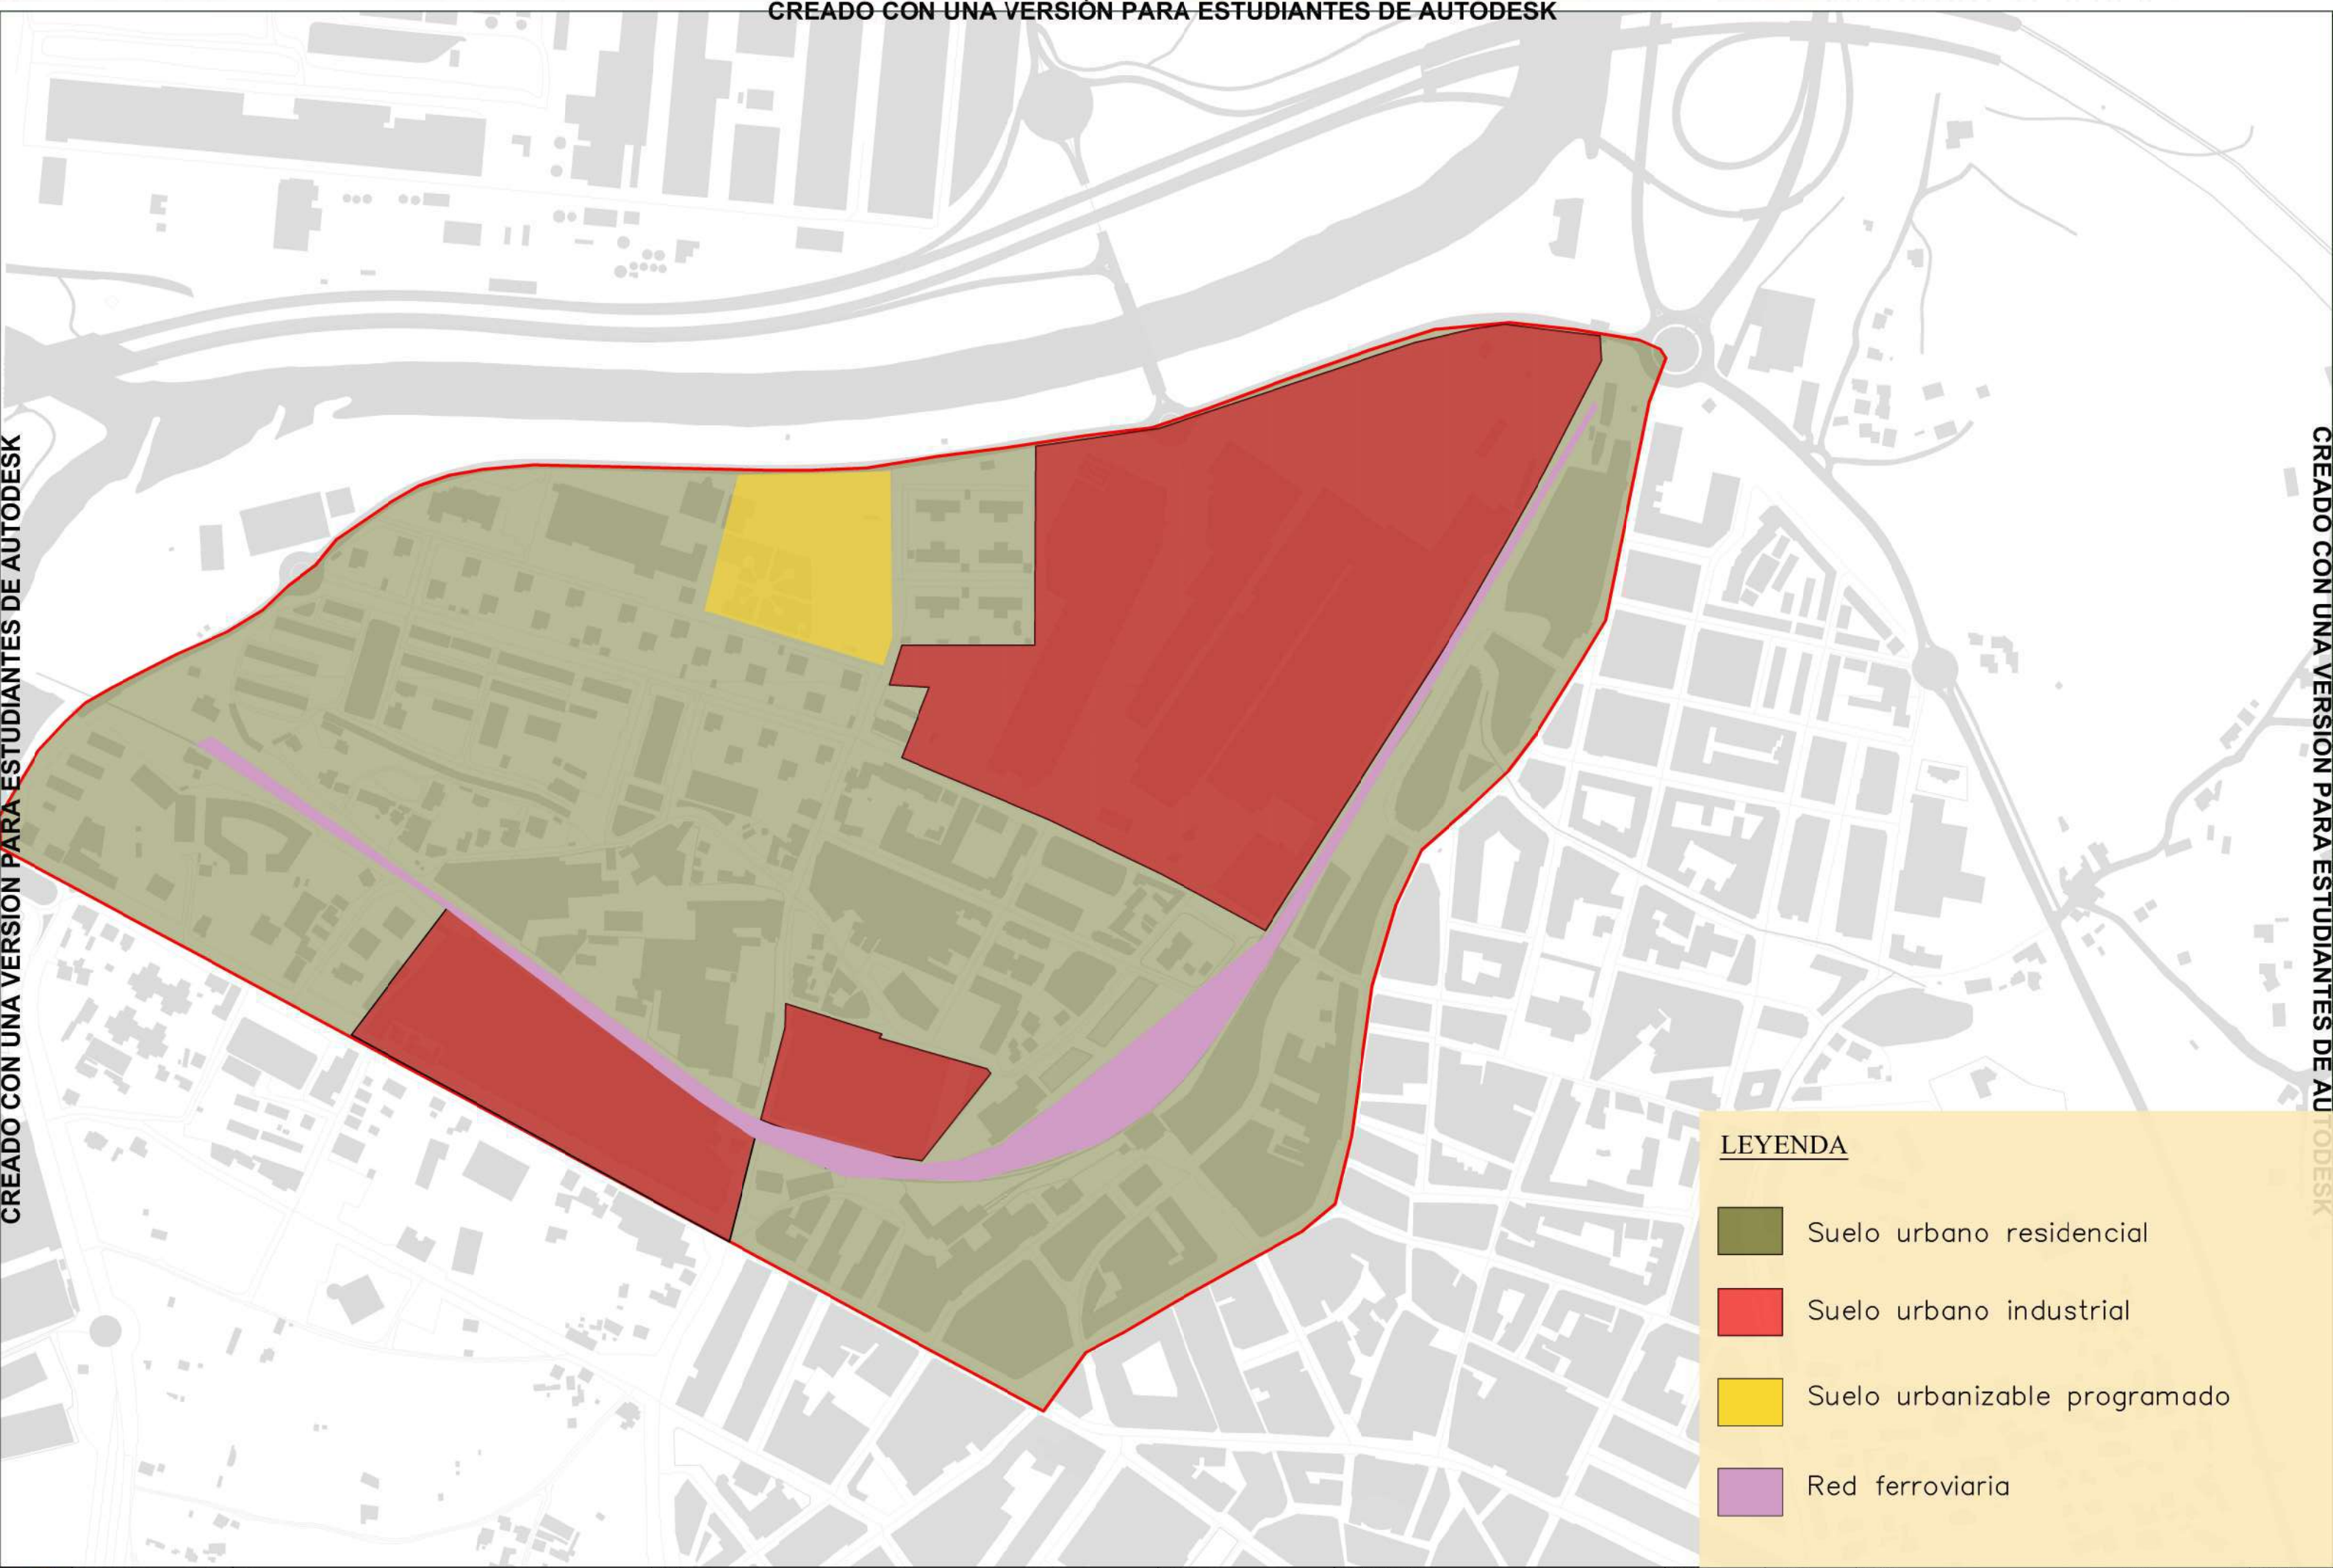 CREADO CON UNA VERSIÓN PARA ESTUDIANTES DE AUTODESK
CREADO CON UNA VERSIÓN PARA ESTUDIANTES DE AUTODESK
CREADO CON UNA VERSIÓN PARA ESTUDIANTES DE AUTODESK
LEYENDA
Suelo urbano residencial
Suelo urbano industrial
Suelo urbanizable programado
Red ferroviaria